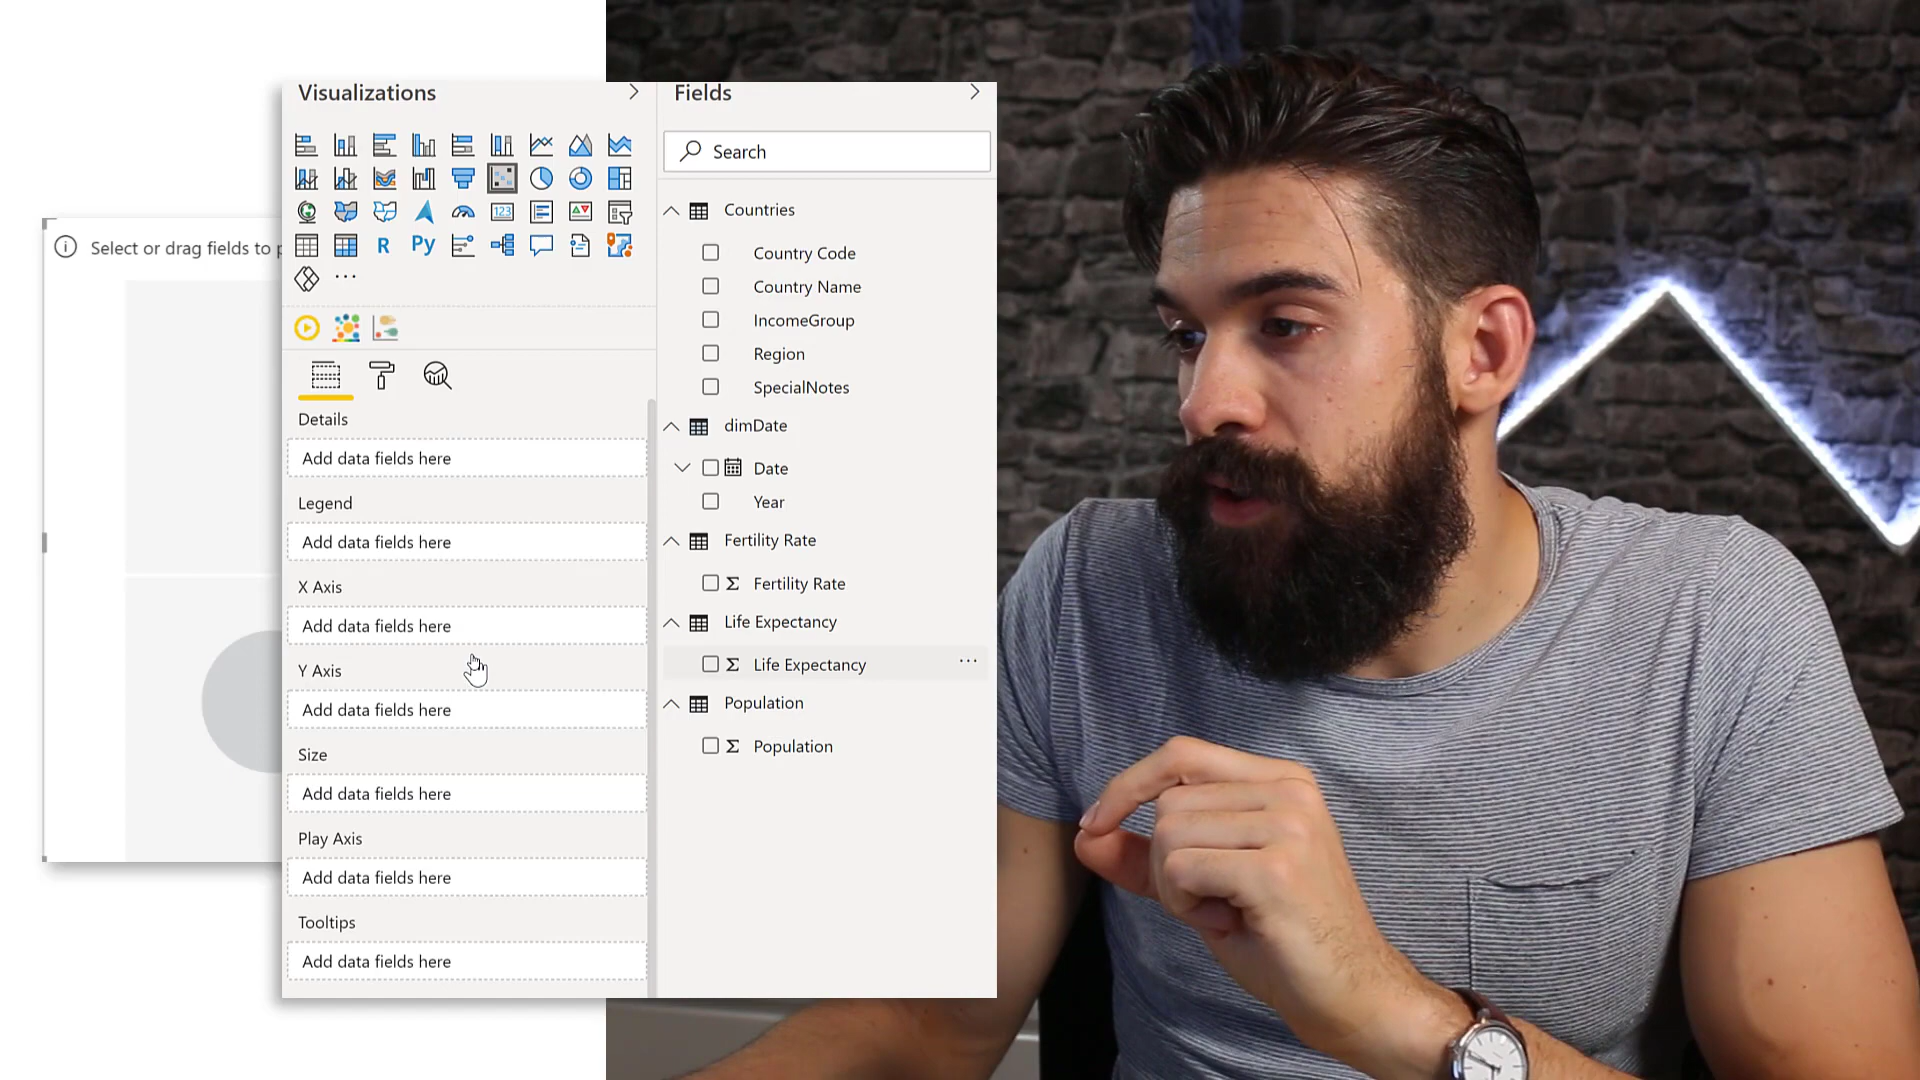 Select or drag fields to p
Visualizations
123
R
Py
...
Details
Add data fields here
Legend
Add data fields here
X Axis
Add data fields here
Y Axis
Add data fields here
Size
Add data fields here
Play Axis
Add data fields here
Tooltips
Add data fields here
Fields
Search
Countries
Country Code
Country Name
IncomeGroup
Region
SpecialNotes
dimDate
Date
Year
Fertility Rate
Σ Fertility Rate
Life Expectancy
Σ Life Expectancy ...
Population
Σ Population